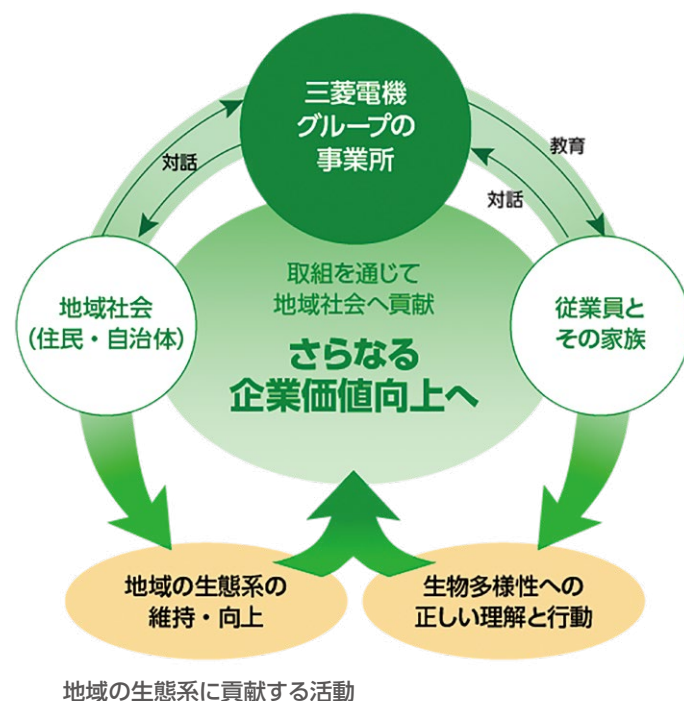 三菱電機
グループの
事業所
対話
教育
対話
地域社会
(住民・自治体)
取組を通じて
地域社会へ貢献
さらなる
企業価値向上へ
従業員と
その家族
地域の生態系の
維持・向上
生物多様性への
正しい理解と行動
地域の生態系に貢献する活動